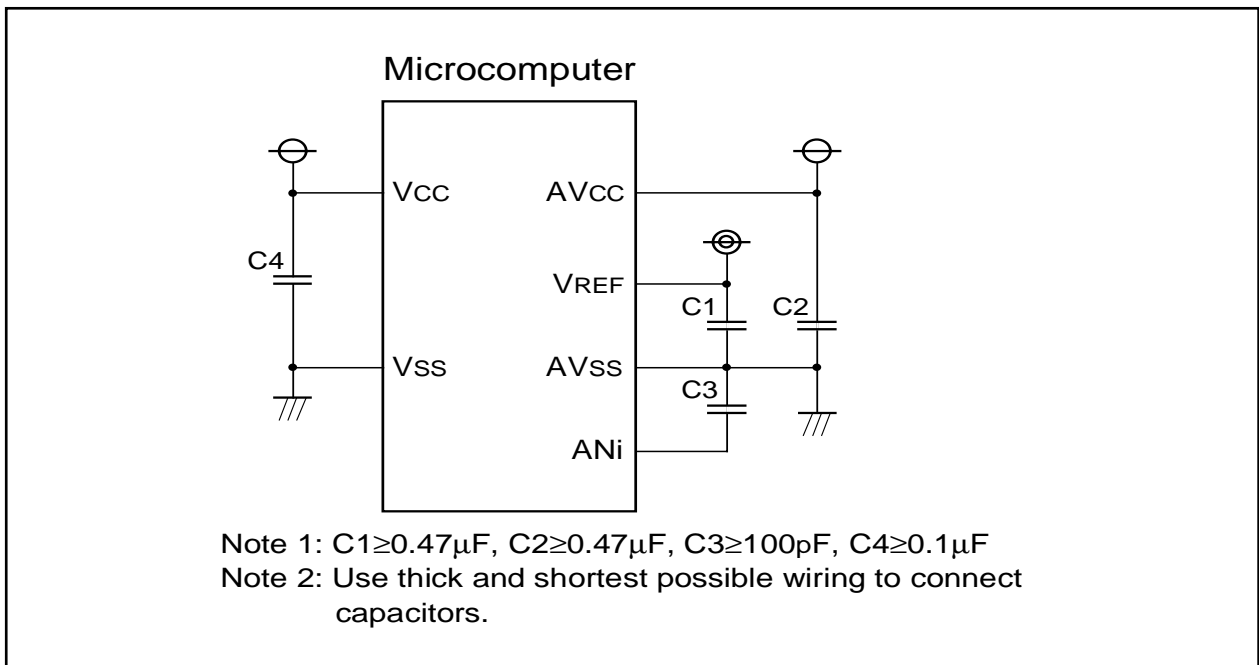 Microcomputer
VCC
AVCC
C4
VREF
C1
C2
VSS
AVSS
C3
ANi
Note 1: C1≥0.47μF, C2≥0.47μF, C3≥100pF, C4≥0.1μF
Note 2: Use thick and shortest possible wiring to connect
capacitors.